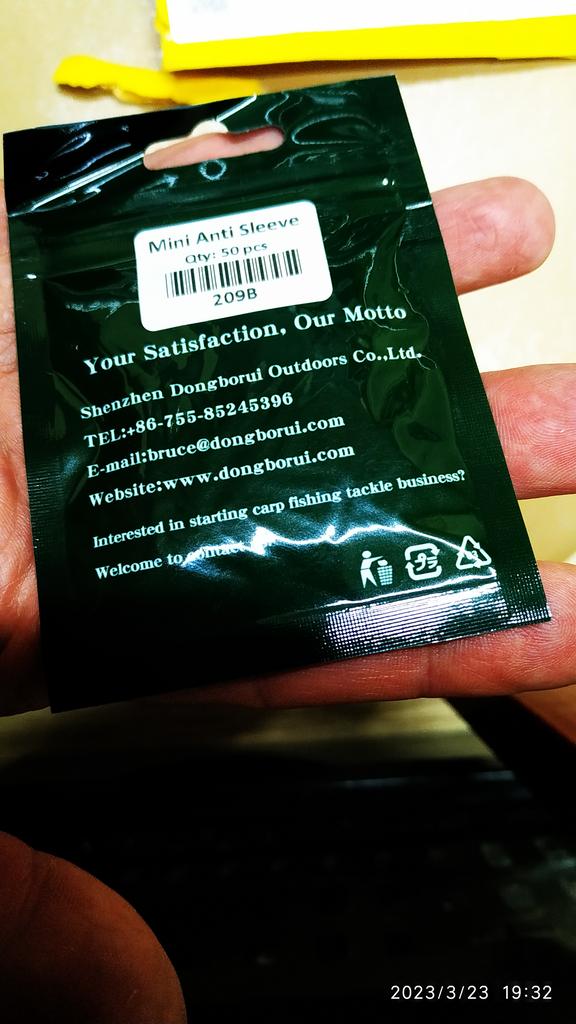 Mini Anti Sleeve
Qty: 50 pcs
209B
Your Satisfaction, Our Motto
Shenzhen Dongborui Outdoors Co.,Ltd.
TEL:+86-755-85245396
E-mail:bruce@dongborui.com
Website:www.dongborui.com
Interested in starting carp fishing tackle business?
Welcome to contact
2023/3/23 19:32